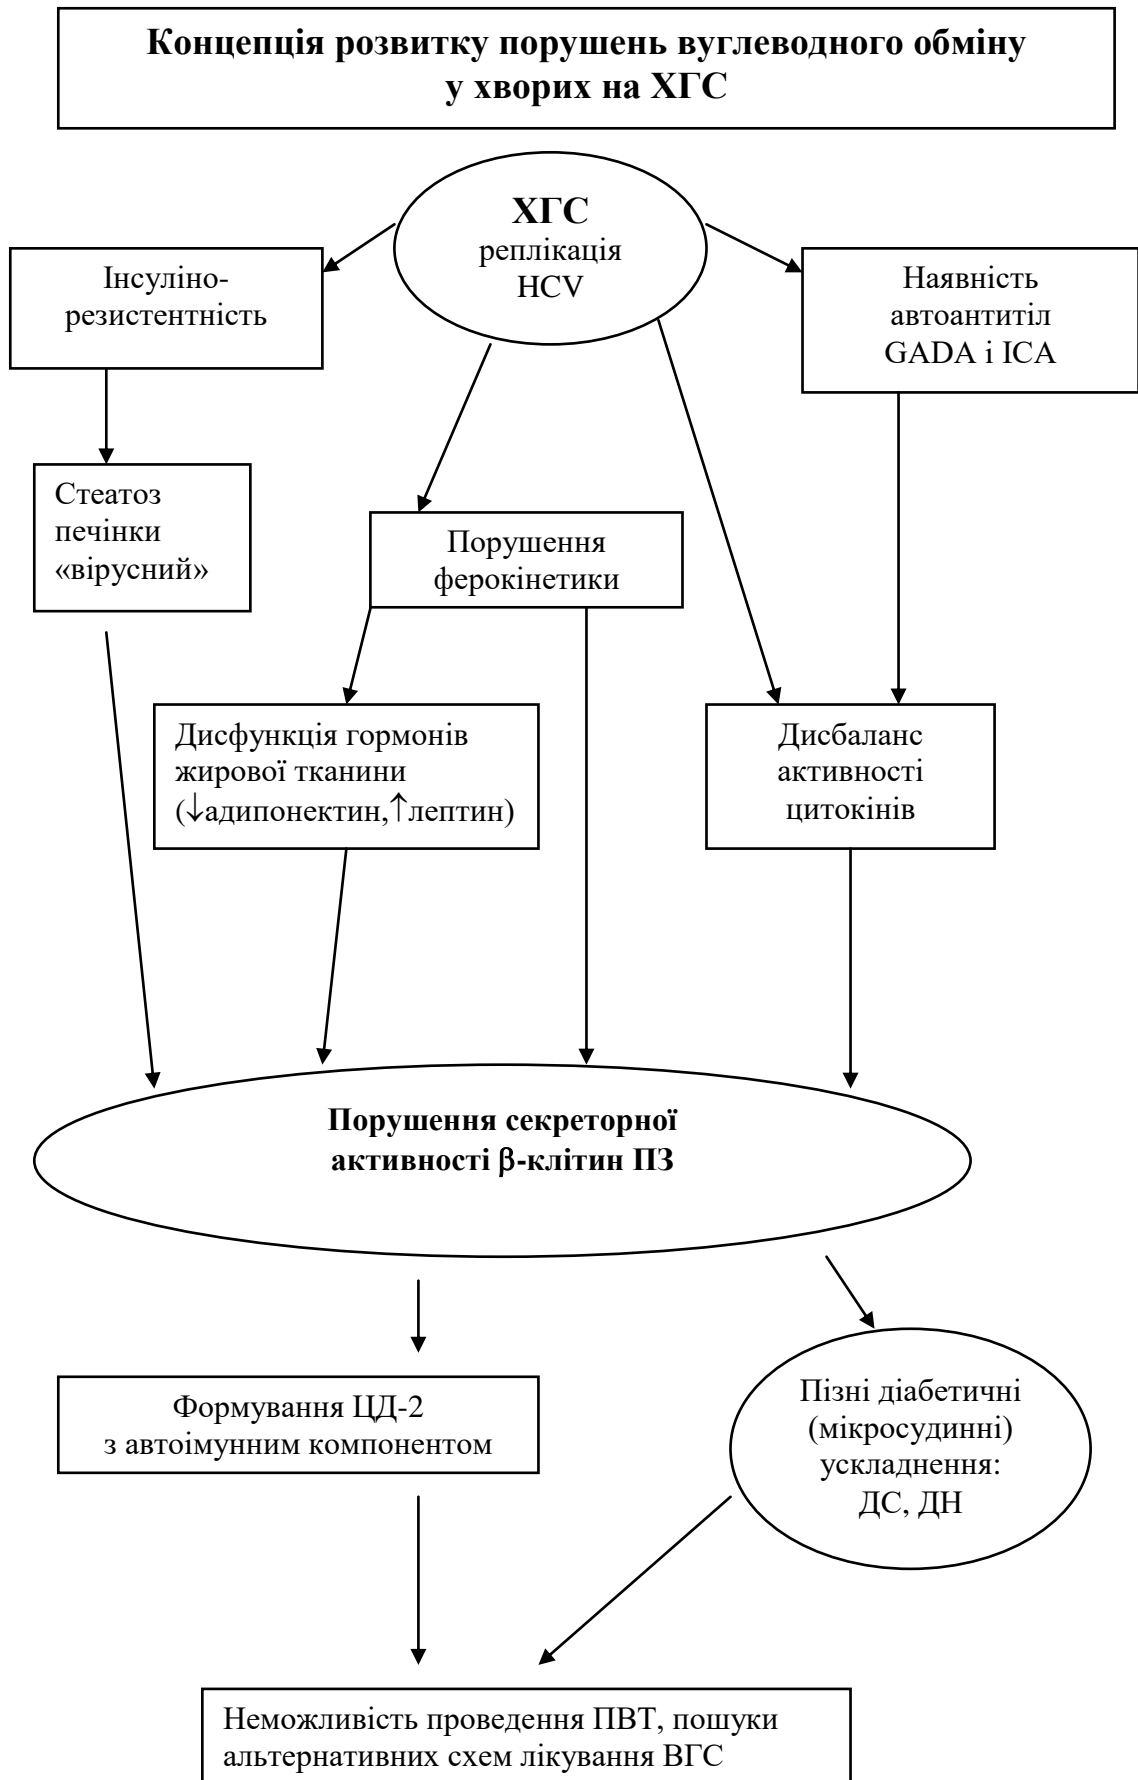 Концепція розвитку порушень вуглеводного обміну
у хворих на ХГС
ХГС
реплікація
HCV
Інсуліно-
резистентність
Наявність
автоантитіл
GADA і ICA
Стеатоз
печінки
«вірусний»
Порушення
ферокінетики
Дисфункція гормонів
жирової тканини
(↓адипонектин,↑лептин)
Дисбаланс
активності
цитокінів
Порушення секреторної
активності β-клітин ПЗ
Формування ЦД-2
з автоімунним компонентом
Пізні діабетичні
(мікросудинні)
ускладнення:
ДС, ДН
Неможливість проведення ПВТ, пошуки
альтернативних схем лікування ВГС